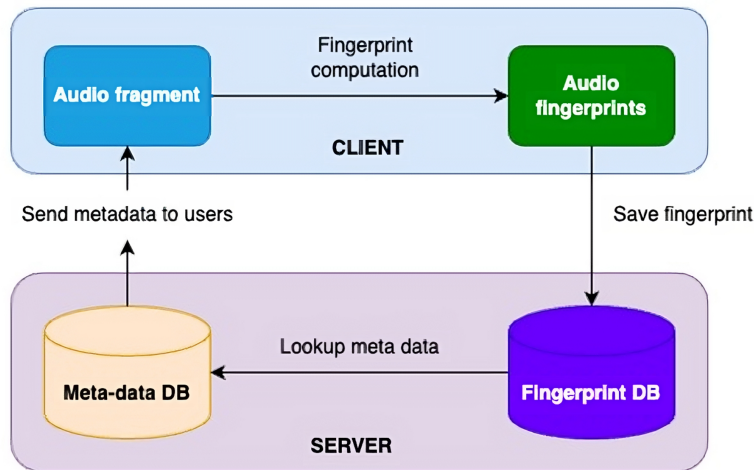 Fingerprint
computation
Audio fragment
Audio
fingerprints
CLIENT
Send metadata to users
Save fingerprint
Lookup meta data
Meta-data DB
Fingerprint DB
SERVER